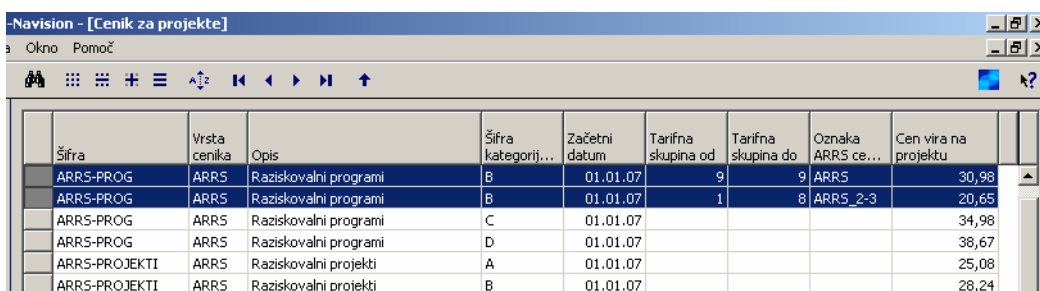 -Navision - [Cenik za projekte]
a Okno Pomoč
Šifra Vrsta cenika Opis Šifra kategorij... Začetni datum Tarifna skupina od Tarifna skupina do Oznaka ARRS ce... Cen vira na projektu
ARRS-PROG ARRS Raziskovalni programi B 01.01.07 9 9 ARRS 30,98
ARRS-PROG ARRS Raziskovalni programi B 01.01.07 1 8 ARRS_2-3 20,65
ARRS-PROG ARRS Raziskovalni programi C 01.01.07 34,98
ARRS-PROG ARRS Raziskovalni programi D 01.01.07 38,67
ARRS-PROJEKTI ARRS Raziskovalni projekti A 01.01.07 25,08
ARRS-PROJEKTI ARRS Raziskovalni projekti B 01.01.07 28,24